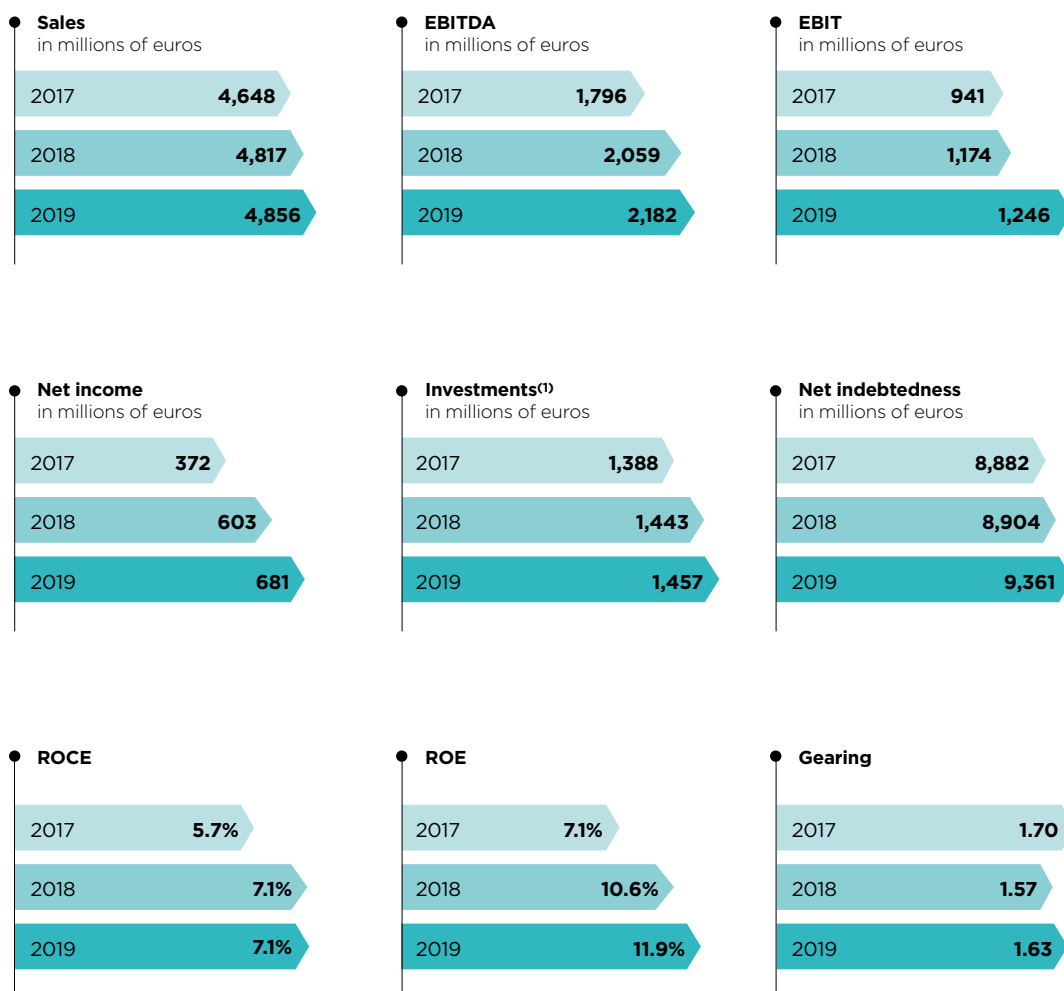 Sales
in millions of euros
2017 4,648
2018 4,817
2019 4,856
EBITDA
in millions of euros
2017 1,796
2018 2,059
2019 2,182
EBIT
in millions of euros
2017 941
2018 1,174
2019 1,246
Net income
in millions of euros
2017 372
2018 603
2019 681
Investments(1)
in millions of euros
2017 1,388
2018 1,443
2019 1,457
Net indebtedness
in millions of euros
2017 8,882
2018 8,904
2019 9,361
ROCE
2017 5.7%
2018 7.1%
2019 7.1%
ROE
2017 7.1%
2018 10.6%
2019 11.9%
Gearing
2017 1.70
2018 1.57
2019 1.63